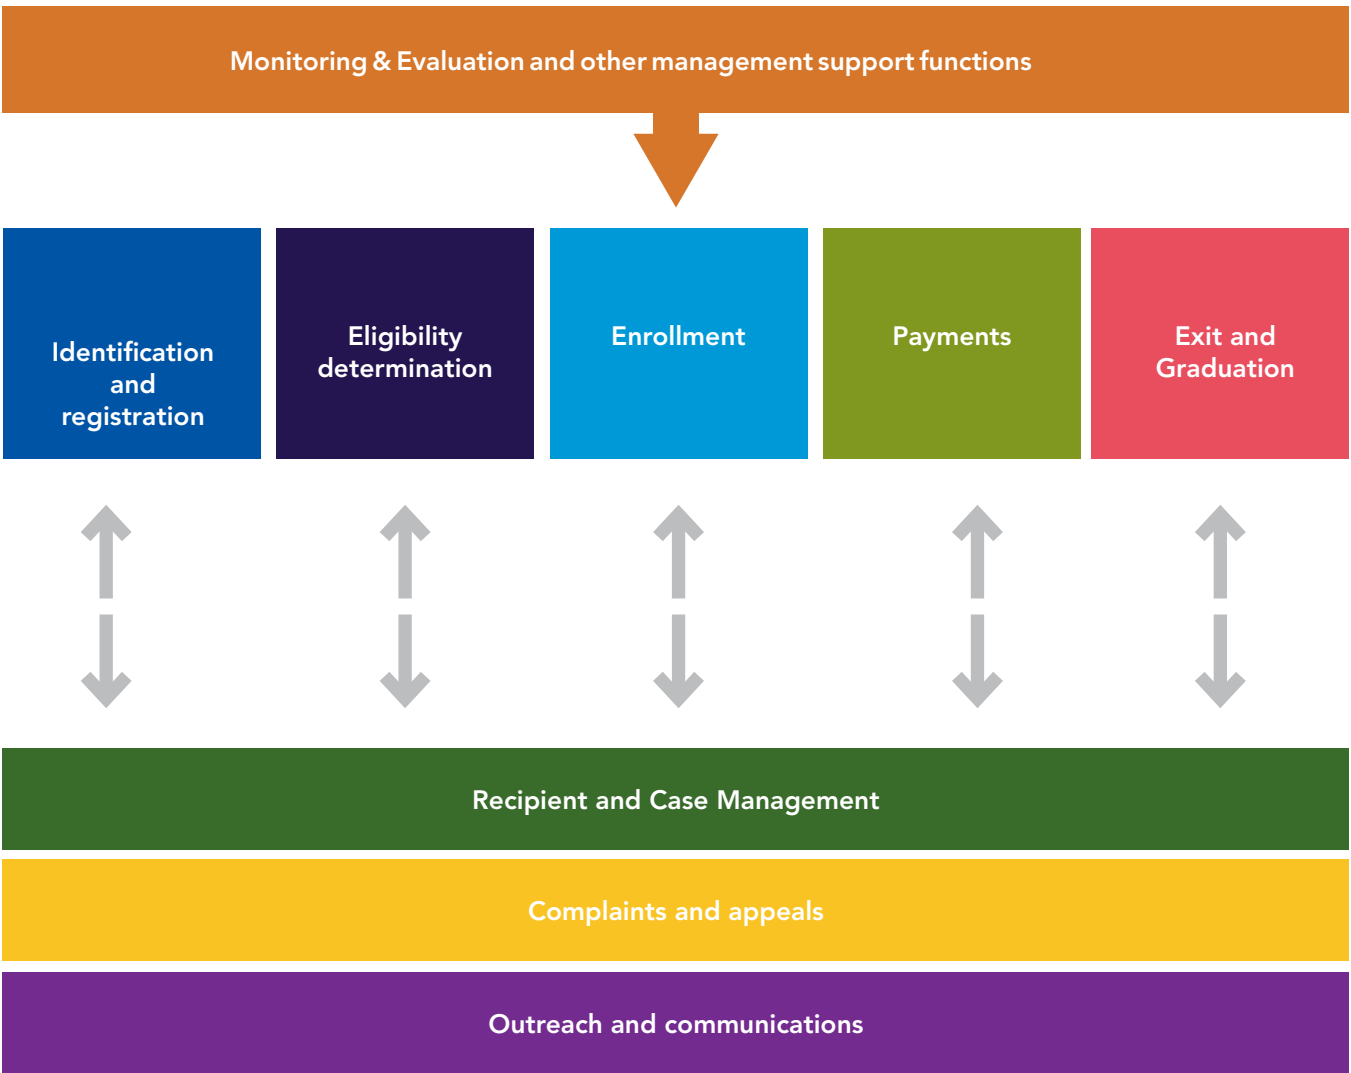 Monitoring & Evaluation and other management support functions
Identification
and
registration
Eligibility
determination
Enrollment
Payments
Exit and
Graduation
Recipient and Case Management
Complaints and appeals
Outreach and communications